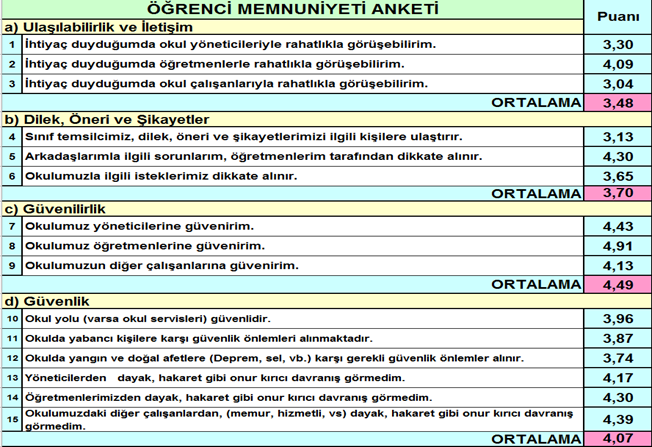 ÖĞRENCİ MEMNUNİYETİ ANKETİ Puanı
a) Ulaşılabilirlik ve İletişim
1 İhtiyaç duyduğumda okul yöneticileriyle rahatlıkla görüşebilirim. 3,30
2 İhtiyaç duyduğumda öğretmenlerle rahatlıkla görüşebilirim. 4,09
3 İhtiyaç duyduğumda okul çalışanlarıyla rahatlıkla görüşebilirim. 3,04
ORTALAMA 3,48
b) Dilek, Öneri ve Şikayetler
4 Sınıf temsilcimiz, dilek, öneri ve şikayetlerimizi ilgili kişilere ulaştırır. 3,13
5 Arkadaşlarımla ilgili sorunlarım, öğretmenlerim tarafından dikkate alınır. 4,30
6 Okulumuzla ilgili isteklerimiz dikkate alınır. 3,65
ORTALAMA 3,70
c) Güvenilirlik
7 Okulumuz yöneticilerine güvenirim. 4,43
8 Okulumuz öğretmenlerine güvenirim. 4,91
9 Okulumuzun diğer çalışanlarına güvenirim. 4,13
ORTALAMA 4,49
d) Güvenlik
10 Okul yolu (varsa okul servisleri) güvenlidir. 3,96
11 Okulda yabancı kişilere karşı güvenlik önlemleri alınmaktadır. 3,87
12 Okulda yangın ve doğal afetlere (Deprem, sel, vb.) karşı gerekli güvenlik önlemler alınır. 3,74
13 Yöneticilerden dayak, hakaret gibi onur kırıcı davranış görmedim. 4,17
14 Öğretmenlerimizden dayak, hakaret gibi onur kırıcı davranış görmedim. 4,30
15 Okulumuzdaki diğer çalışanlardan, (memur, hizmetli, vs) dayak, hakaret gibi onur kırıcı davranış
görmedim. 4,39
ORTALAMA 4,07